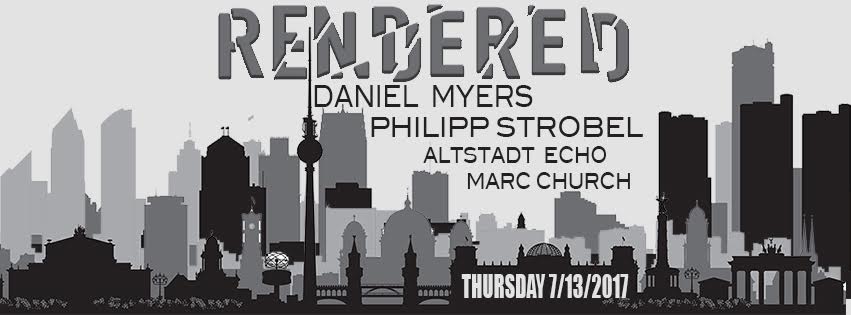 RENDERED
DANIEL MYERS
PHILIPP STROBEL
ALTSTADT ECHO
MARC CHURCH
THURSDAY 7/13/2017